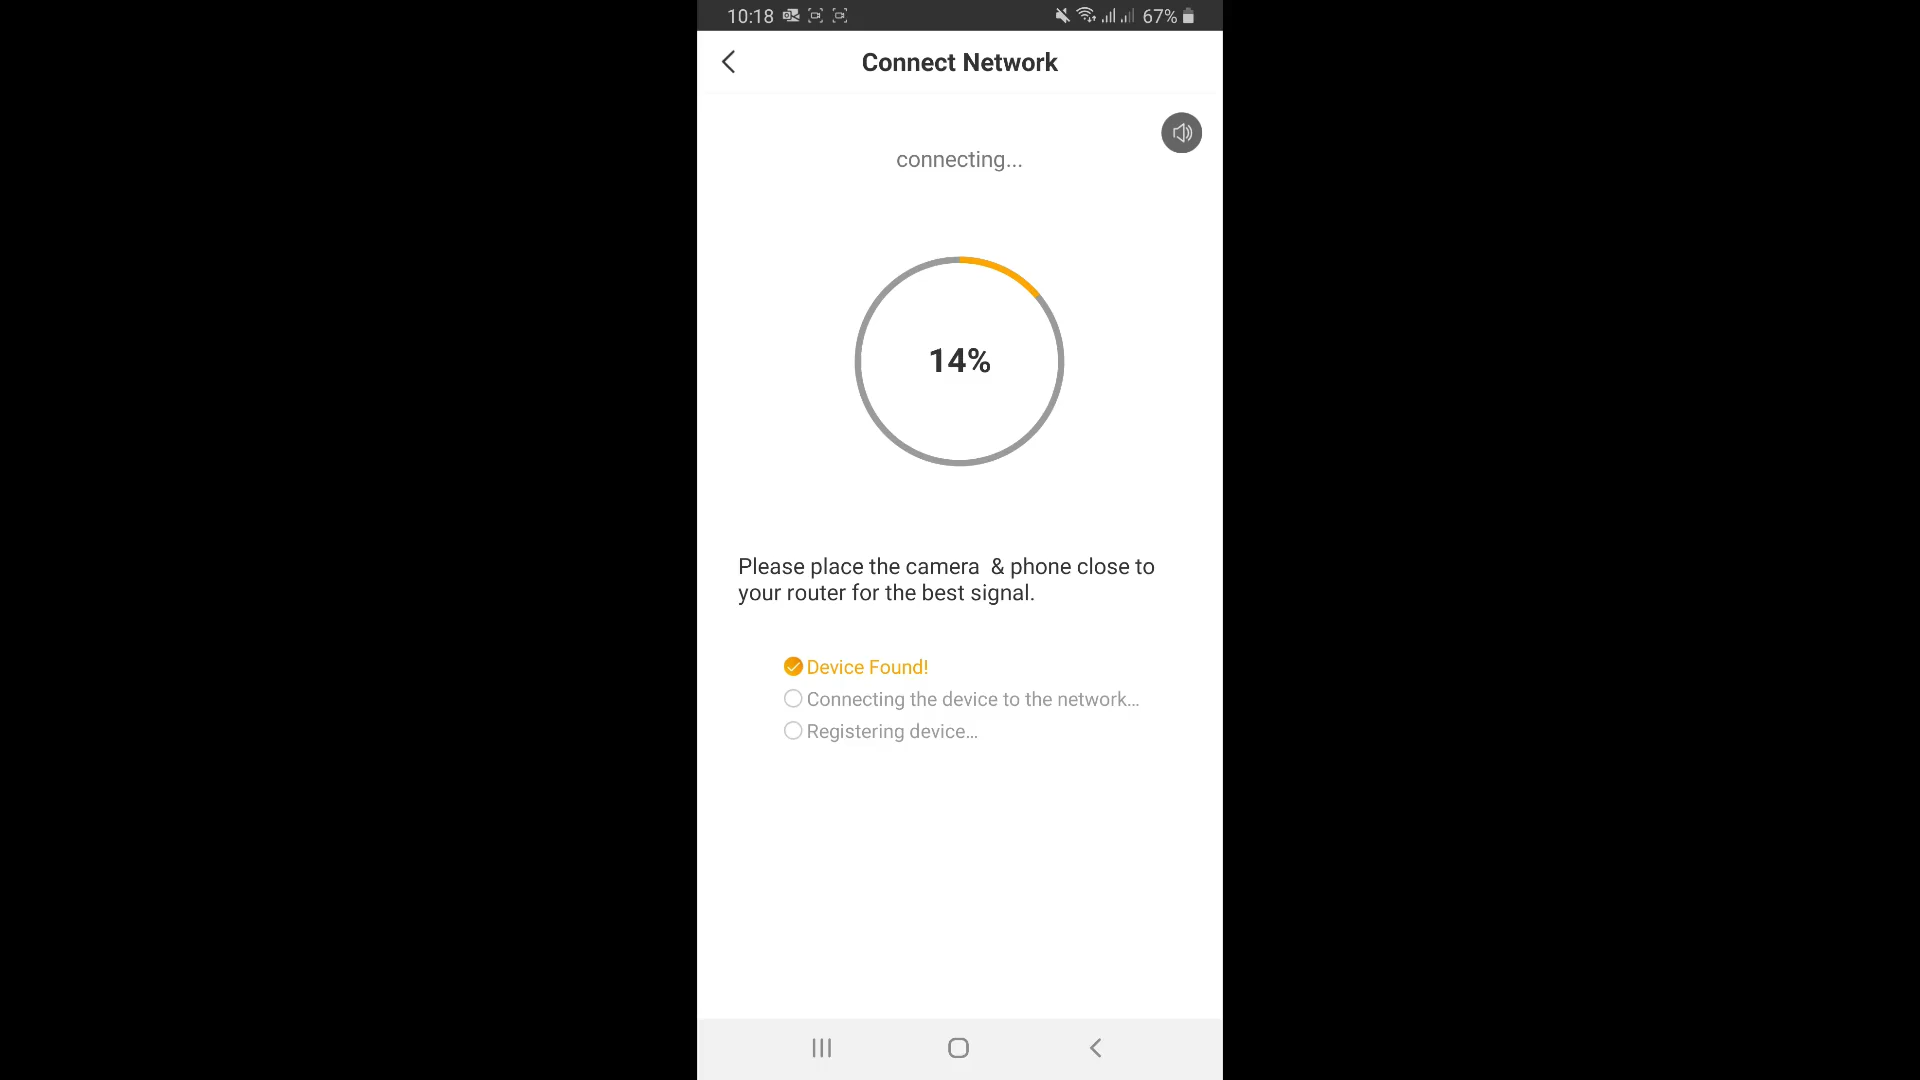 10:18 67%
Connect Network
connecting...
14%
Please place the camera  & phone close to
your router for the best signal.
Device Found!
Connecting the device to the network...
Registering device...